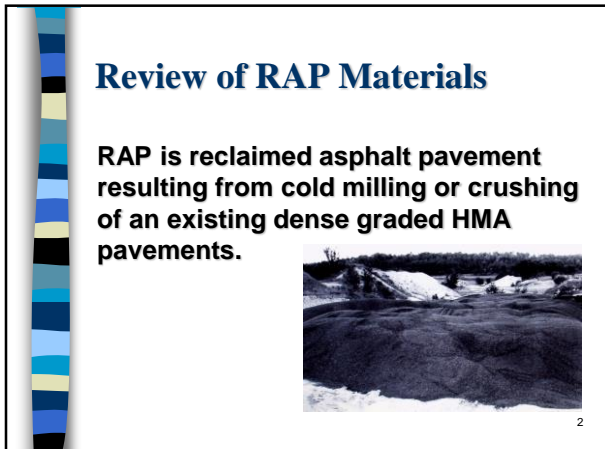 Review of RAP Materials
RAP is reclaimed asphalt pavement
resulting from cold milling or crushing
of an existing dense graded HMA
pavements.
2